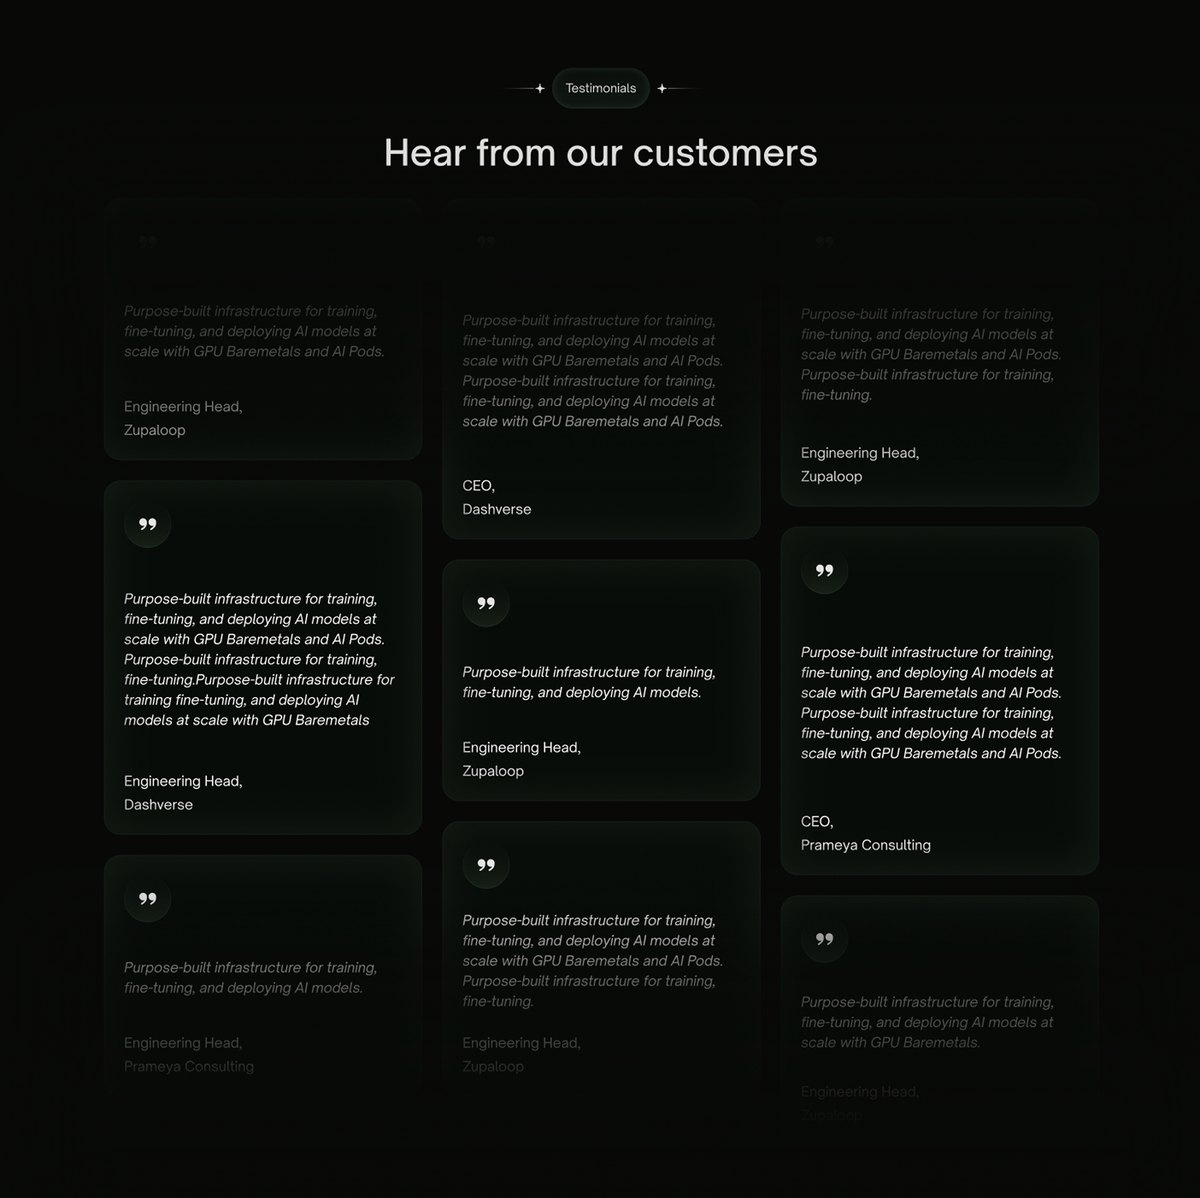 Testimonials
Hear from our customers
Purpose-built infrastructure for training,
fine-tuning, and deploying AI models at
scale with GPU Baremetals and AI Pods.
Engineering Head,
Zupaloop
Purpose-built infrastructure for training,
fine-tuning, and deploying AI models at
scale with GPU Baremetals and AI Pods.
Purpose-built infrastructure for training,
fine-tuning.Purpose-built infrastructure for
training fine-tuning, and deploying AI
models at scale with GPU Baremetals
Engineering Head,
Dashverse
Purpose-built infrastructure for training,
fine-tuning, and deploying AI models.
Engineering Head,
Prameya Consulting
Purpose-built infrastructure for training,
fine-tuning, and deploying AI models at
scale with GPU Baremetals and AI Pods.
Purpose-built infrastructure for training,
fine-tuning, and deploying AI models at
scale with GPU Baremetals and AI Pods.
CEO,
Dashverse
Purpose-built infrastructure for training,
fine-tuning, and deploying AI models.
Engineering Head,
Zupaloop
Purpose-built infrastructure for training,
fine-tuning, and deploying AI models at
scale with GPU Baremetals and AI Pods.
Purpose-built infrastructure for training,
fine-tuning.
Engineering Head,
Zupaloop
Purpose-built infrastructure for training,
fine-tuning, and deploying AI models at
scale with GPU Baremetals and AI Pods.
Purpose-built infrastructure for training,
fine-tuning.
Engineering Head,
Zupaloop
Purpose-built infrastructure for training,
fine-tuning, and deploying AI models at
scale with GPU Baremetals and AI Pods.
Purpose-built infrastructure for training,
fine-tuning, and deploying AI models at
scale with GPU Baremetals and AI Pods.
CEO,
Prameya Consulting
Purpose-built infrastructure for training,
fine-tuning, and deploying AI models at
scale with GPU Baremetals.
Engineering Head,
Zupaloop